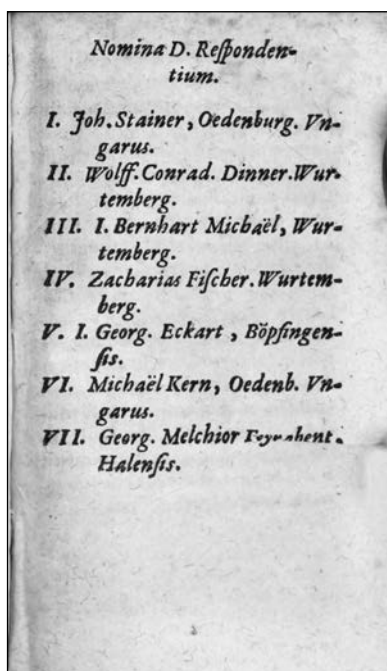 Nomina D. Reſponden-
tium.
I. Joh. Stainer, Oedenburg. Vn-
garus.
II. Wolff. Conrad. Dinner. Wur-
temberg.
III. I. Bernhart Michaël, Wur-
temberg.
IV. Zacharias Fiſcher. Wurtem-
berg.
V. I. Georg. Eckart, Böpſingen-
ſis.
VI. Michaël Kern, Oedenb. Vn-
garus.
VII. Georg. Melchior
Halenſis.